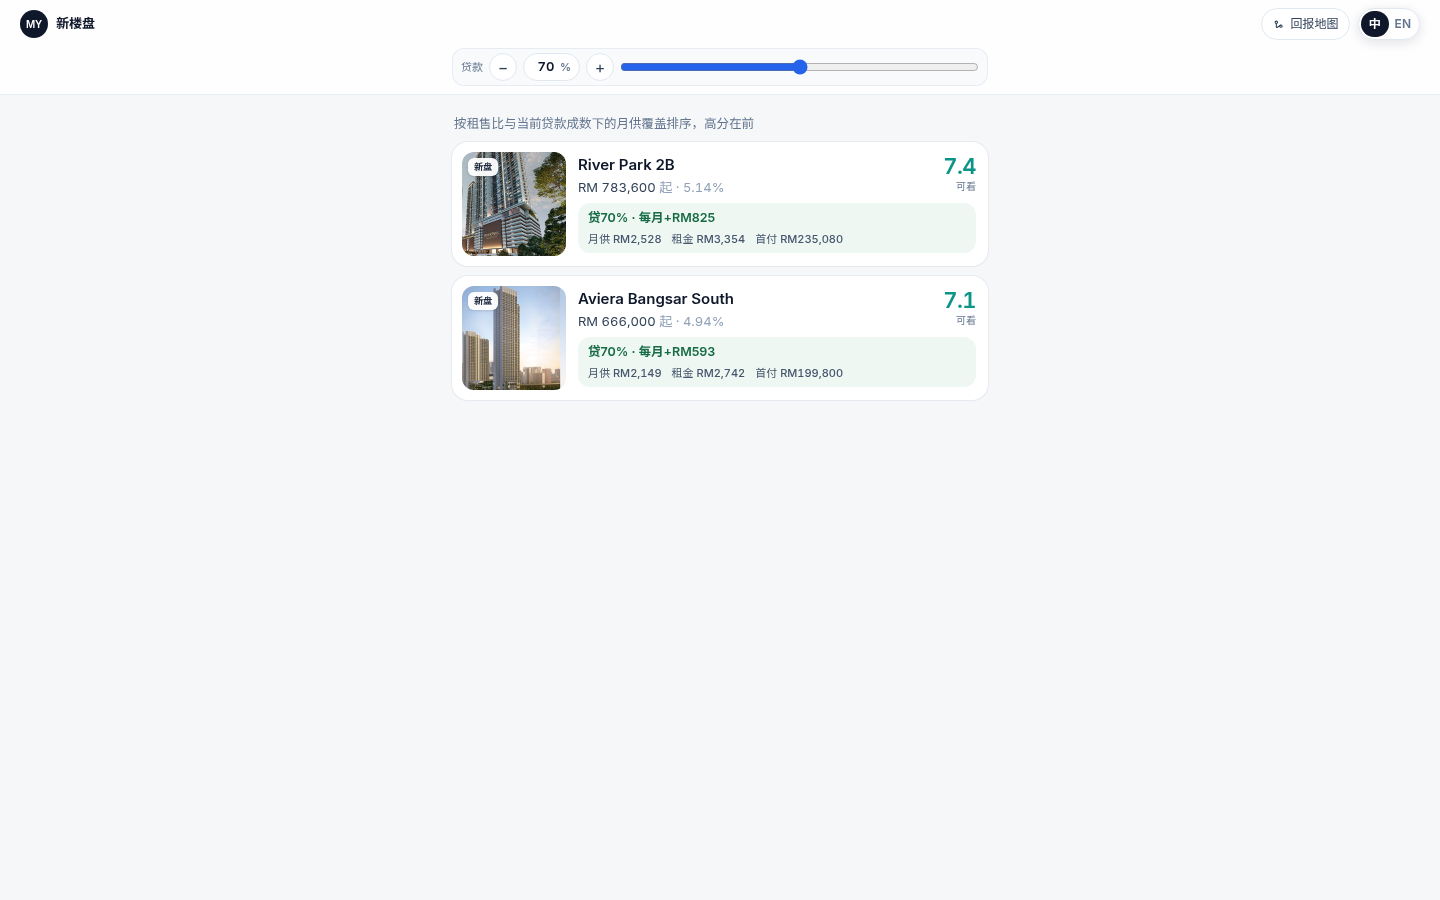 MY 新楼盘
回报地图
中 EN
贷款 − 70 % +
按租售比与当前贷款成数下的月供覆盖排序，高分在前
新盘
River Park 2B
7.4
RM 783,600 起 · 5.14%
可看
贷70% · 每月+RM825
月供 RM2,528 租金 RM3,354 首付 RM235,080
新盘
Aviera Bangsar South
7.1
RM 666,000 起 · 4.94%
可看
贷70% · 每月+RM593
月供 RM2,149 租金 RM2,742 首付 RM199,800